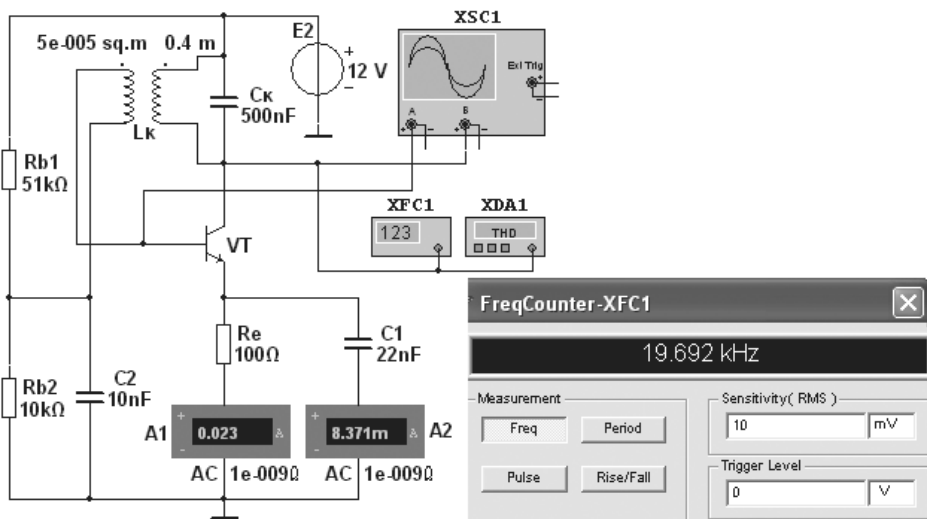 XSC1
E2
5e-005 sq.m 0.4 m
+
12 V
−
Ext Trig
+
−
Cк
500nF
A
B
+ −
+ −
Lк
Rb1
51kΩ
XFC1 XDA1
123
THD
VT
FreqCounter-XFC1
19.692 kHz
Re
100Ω
C1
22nF
Measurement
Freq
Period
Pulse
Rise/Fall
Sensitivity( RMS )
10
mV
Trigger Level
0
V
Rb2
10kΩ
C2
10nF
A1
+
0.023 A
−
+
8.371m A
−
A2
AC 1e-009Ω
AC 1e-009Ω